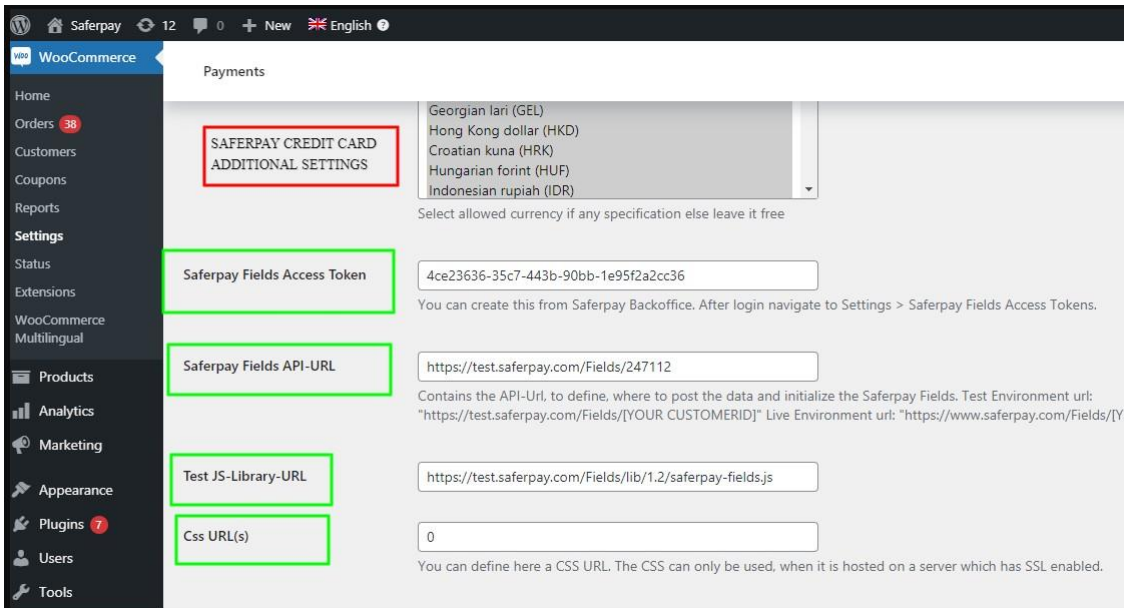 Saferpay 12 0 + New English
woo WooCommerce
Payments
Home
Orders 38
Customers
Coupons
Reports
Settings
Status
Extensions
WooCommerce
Multilingual
Products
Analytics
Marketing
Appearance
Plugins 7
Users
Tools
SAFERPAY CREDIT CARD
ADDITIONAL SETTINGS
Georgian lari (GEL)
Hong Kong dollar (HKD)
Croatian kuna (HRK)
Hungarian forint (HUF)
Indonesian rupiah (IDR)
Select allowed currency if any specification else leave it free
Saferpay Fields Access Token
4ce23636-35c7-443b-90bb-1e95f2a2cc36
You can create this from Saferpay Backoffice. After login navigate to Settings > Saferpay Fields Access Tokens.
Saferpay Fields API-URL
https://test.saferpay.com/Fields/247112
Contains the API-Url, to define, where to post the data and initialize the Saferpay Fields. Test Environment url:
"https://test.saferpay.com/Fields/[YOUR CUSTOMERID]" Live Environment url: "https://www.saferpay.com/Fields/[Y
Test JS-Library-URL
https://test.saferpay.com/Fields/lib/1.2/saferpay-fields.js
Css URL(s)
0
You can define here a CSS URL. The CSS can only be used, when it is hosted on a server which has SSL enabled.